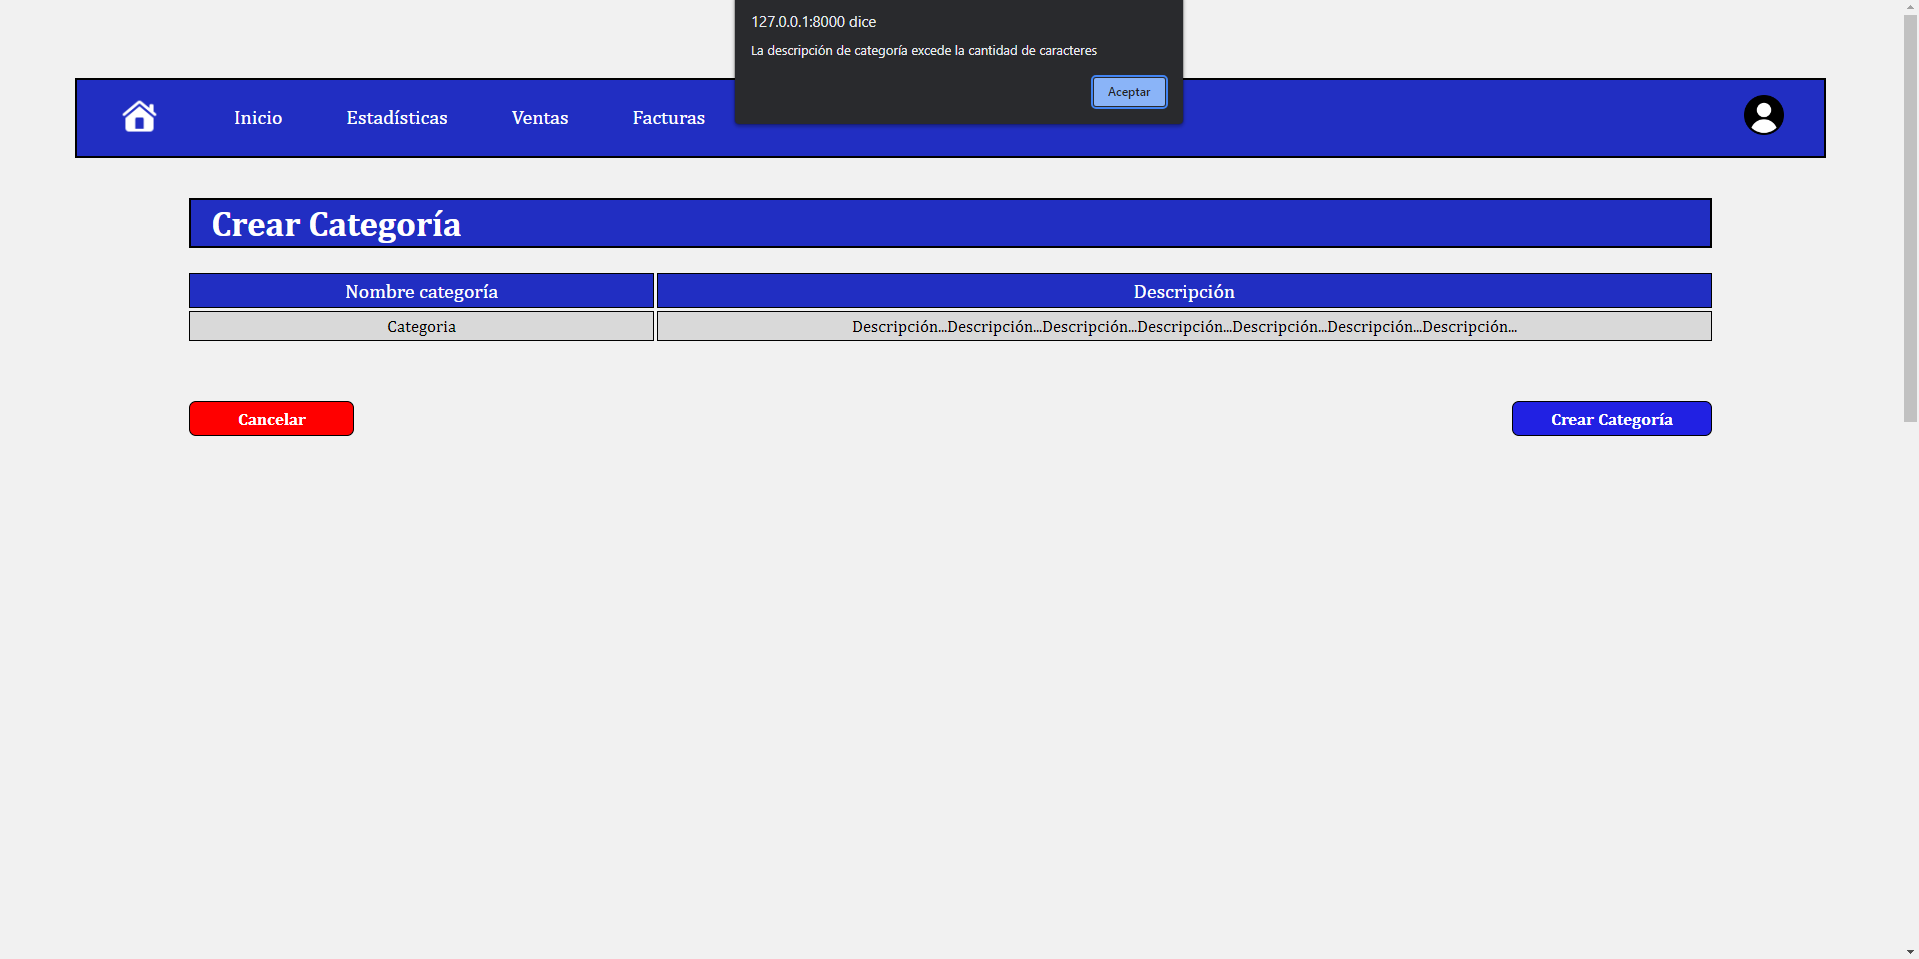 127.0.0.1:8000 dice
La descripción de categoría excede la cantidad de caracteres
Aceptar
Inicio Estadísticas Ventas Facturas
Crear Categoría
Nombre categoría Descripción
Categoria Descripción...Descripción...Descripción...Descripción...Descripción...Descripción...Descripción...
Cancelar Crear Categoría